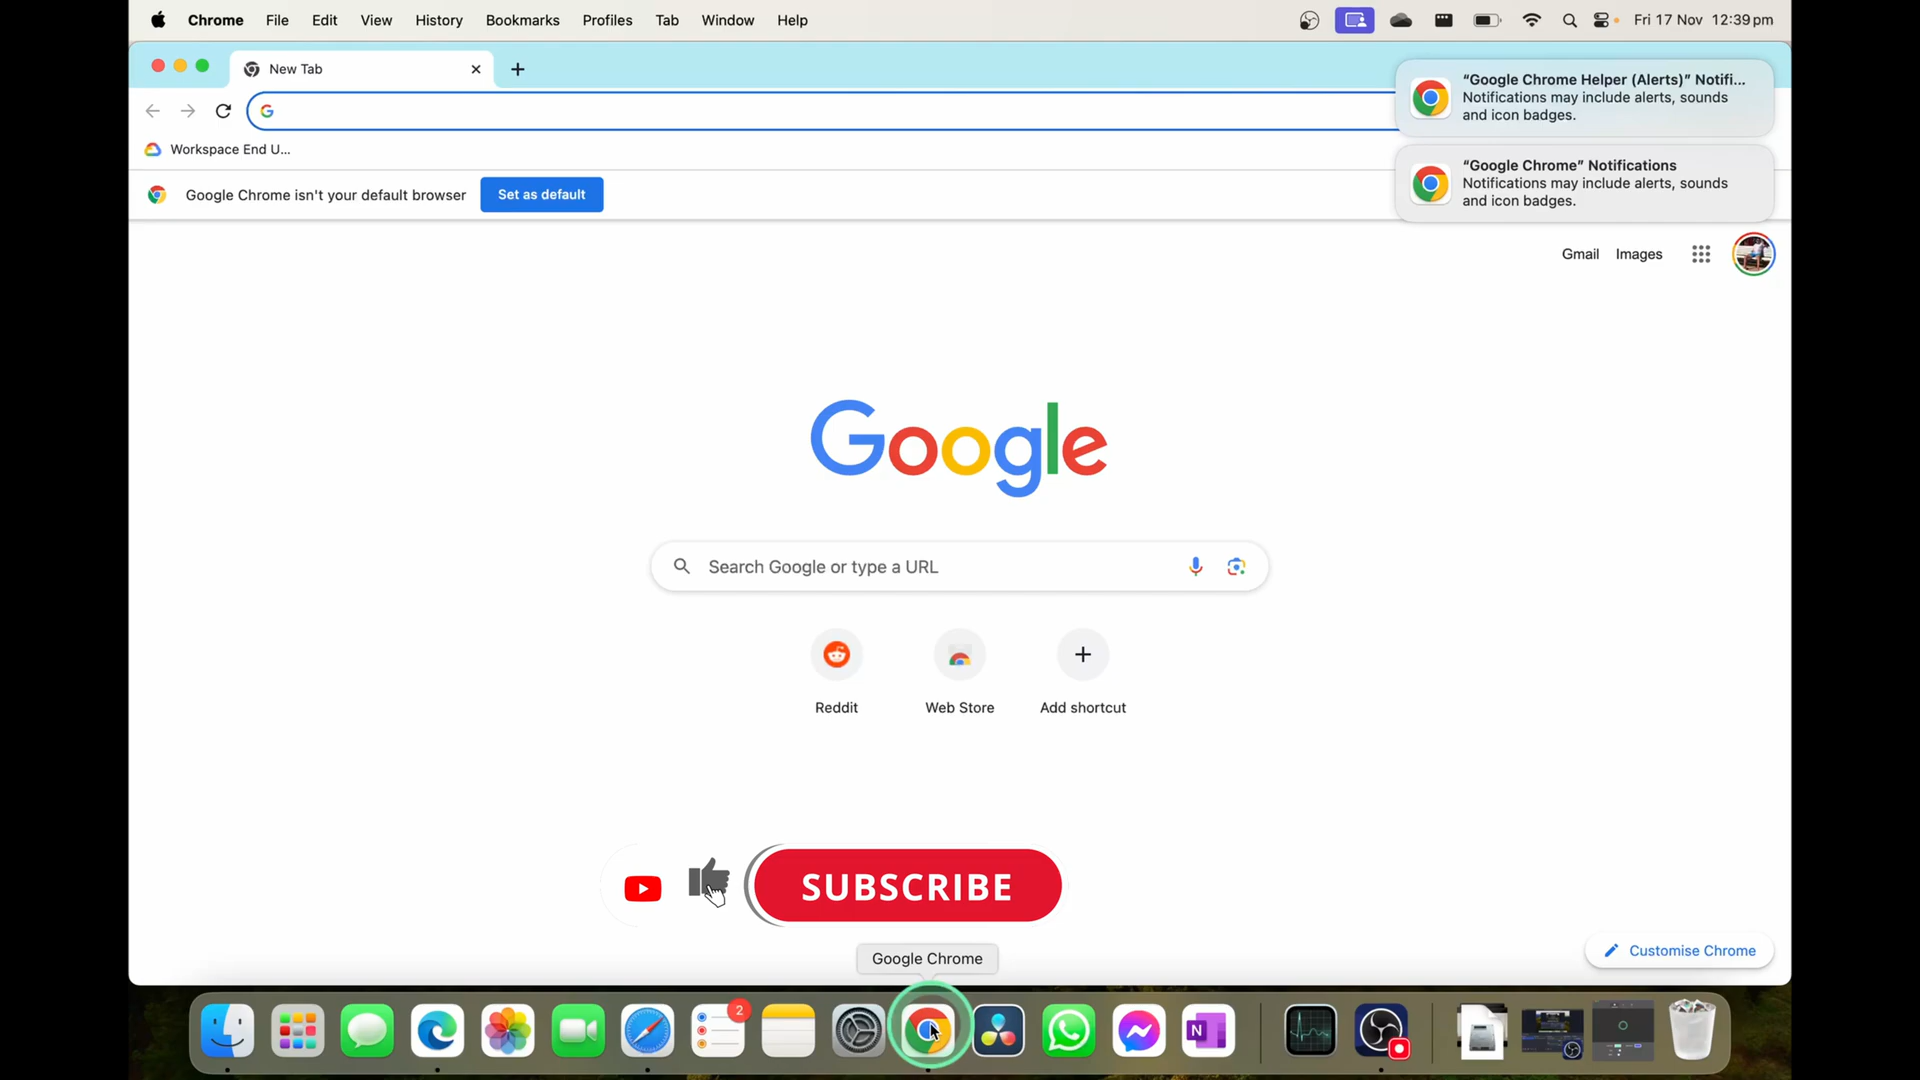 Chrome File Edit View History Bookmarks Profiles Tab Window Help Fri 17 Nov 12:39 pm
New Tab
“Google Chrome Helper (Alerts)” Notifi...
Notifications may include alerts, sounds
and icon badges.
Workspace End U...
“Google Chrome” Notifications
Notifications may include alerts, sounds
and icon badges.
Google Chrome isn't your default browser Set as default
Gmail Images
Google
Search Google or type a URL
Reddit Web Store Add shortcut
SUBSCRIBE
Customise Chrome
Google Chrome
2
N